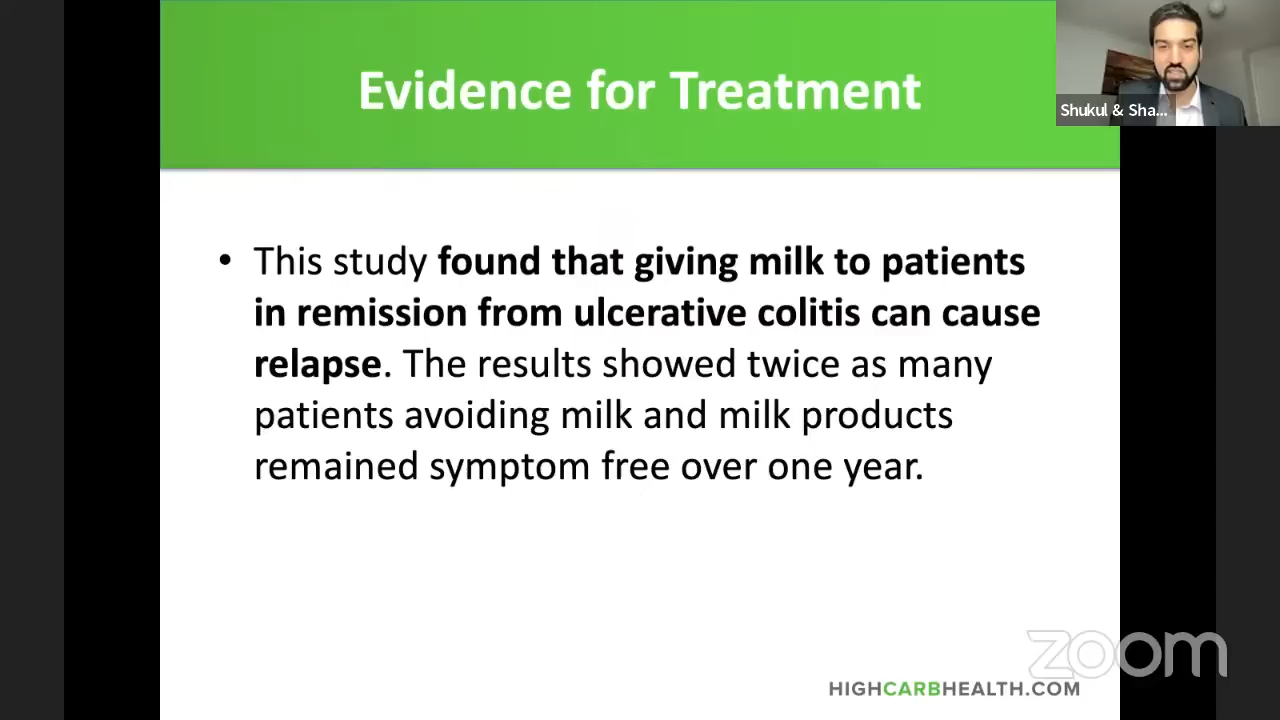 Evidence for Treatment
Shukul & Sha...
• This study found that giving milk to patients
in remission from ulcerative colitis can cause
relapse. The results showed twice as many
patients avoiding milk and milk products
remained symptom free over one year.
zoom
HIGHCARBHEALTH.COM